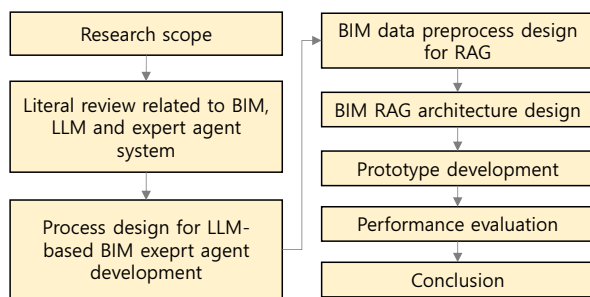 Research scope
Literal review related to BIM,
LLM and expert agent
system
Process design for LLM-
based BIM exeprt agent
development
BIM data preprocess design
for RAG
BIM RAG architecture design
Prototype development
Performance evaluation
Conclusion